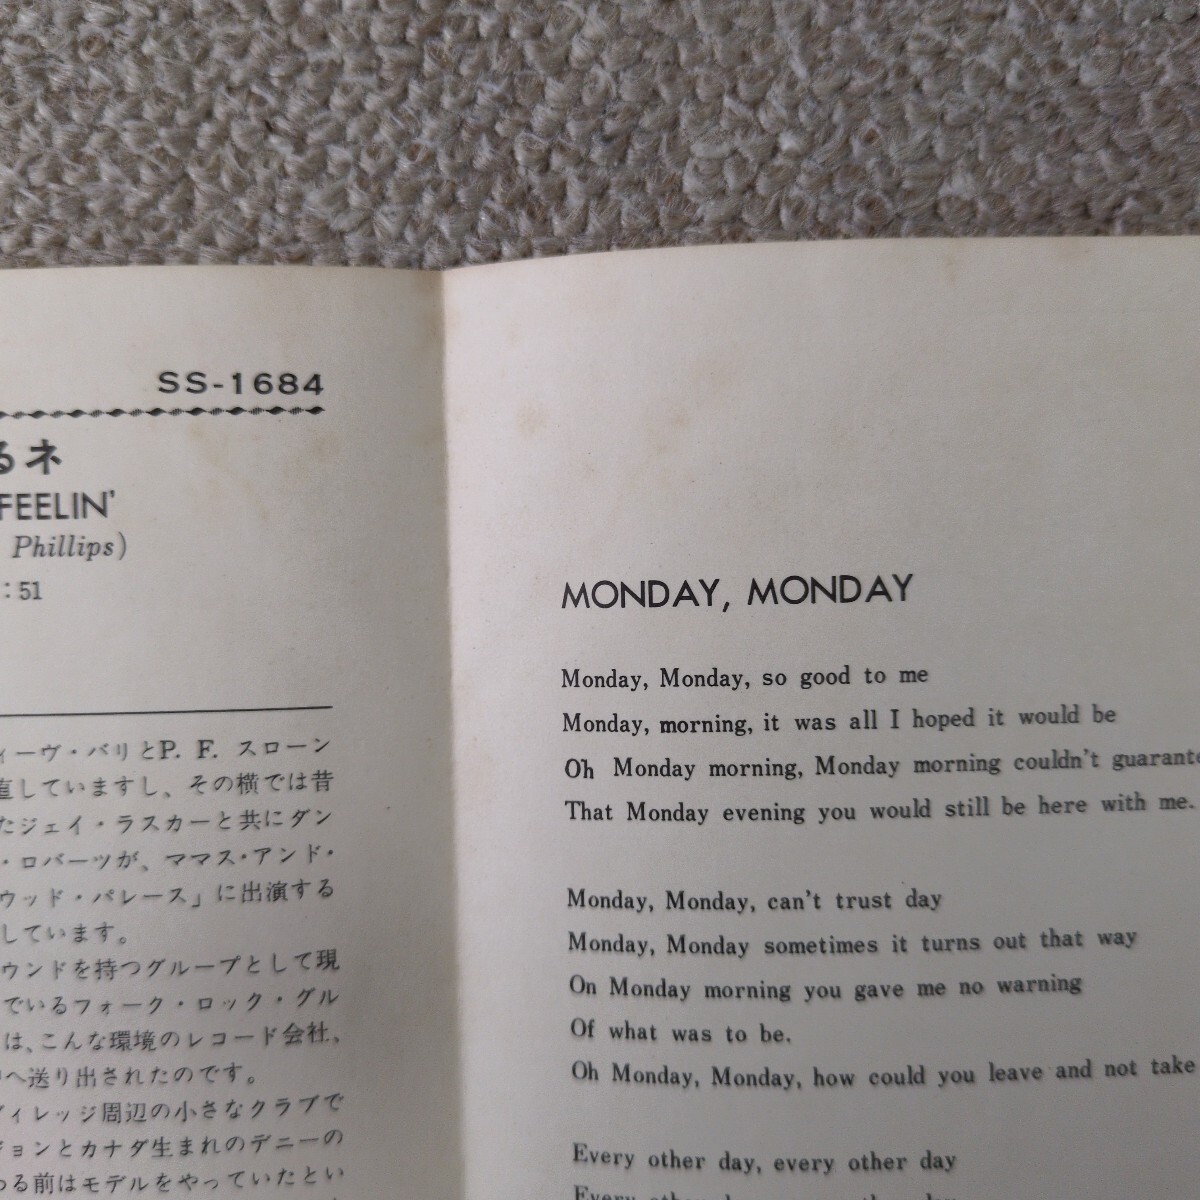 SS-1684
るネ
FEELIN'
Phillips)
:51
ィーヴ・バリとP. F. スローン
直していますし、その横では昔
たジェイ・ラスカーと共にダン
・ロバーツが、ママス・アンド・
ウッド・パレース」に出演する
しています。
ウンドを持つグループとして現
でいるフォーク・ロック・グル
は、こんな環境のレコード会社、
へ送り出されたのです。
ィレッジ周辺の小さなクラブで
ジョンとカナダ生まれのデニーの
わる前はモデルをやっていたとい
MONDAY, MONDAY
Monday, Monday, so good to me
Monday, morning, it was all I hoped it would be
Oh Monday morning, Monday morning couldn't guarante
That Monday evening you would still be here with me.
Monday, Monday, can't trust day
Monday, Monday sometimes it turns out that way
On Monday morning you gave me no warning
Of what was to be.
Oh Monday, Monday, how could you leave and not take
Every other day, every other day
Every other day